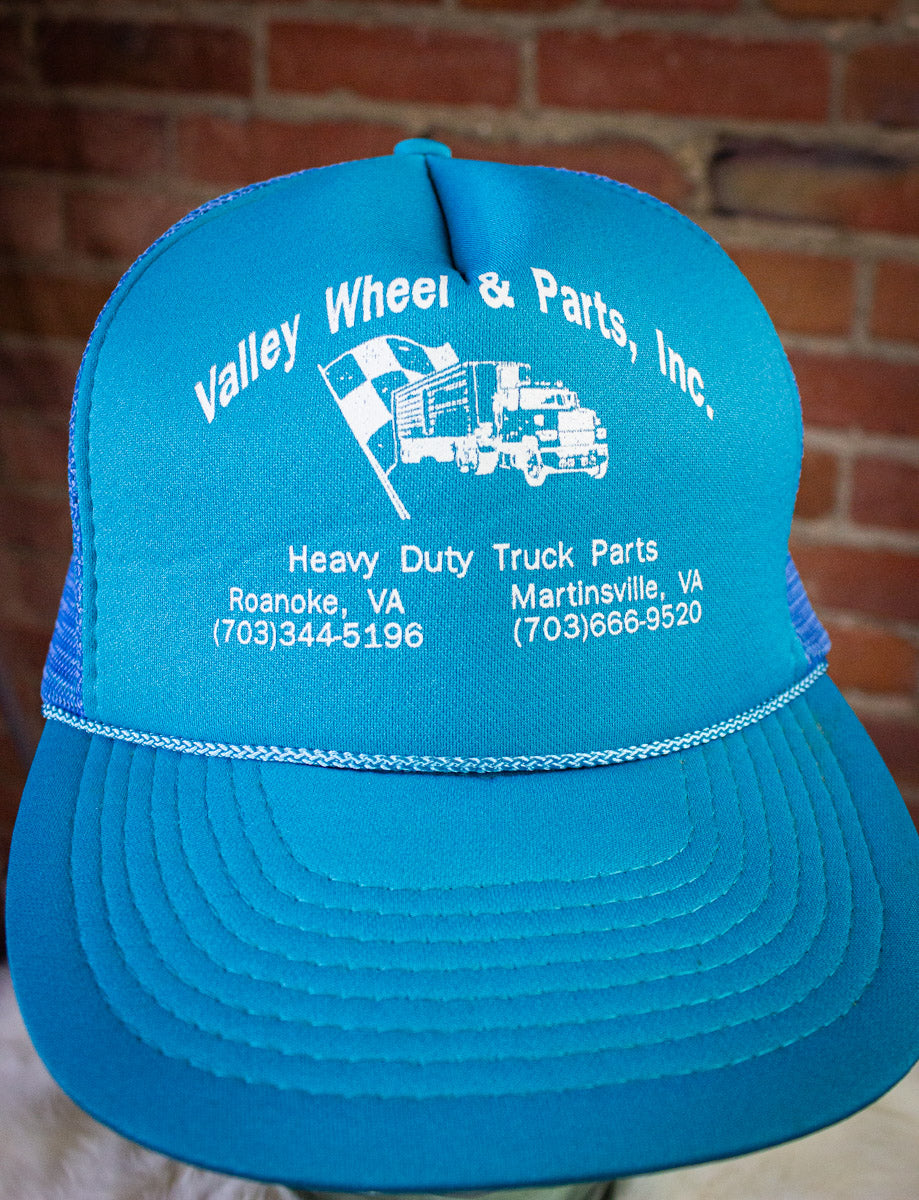 Valley Wheel & Parts, Inc.
Heavy Duty Truck Parts
Roanoke, VA Martinsville, VA
(703)344-5196 (703)666-9520